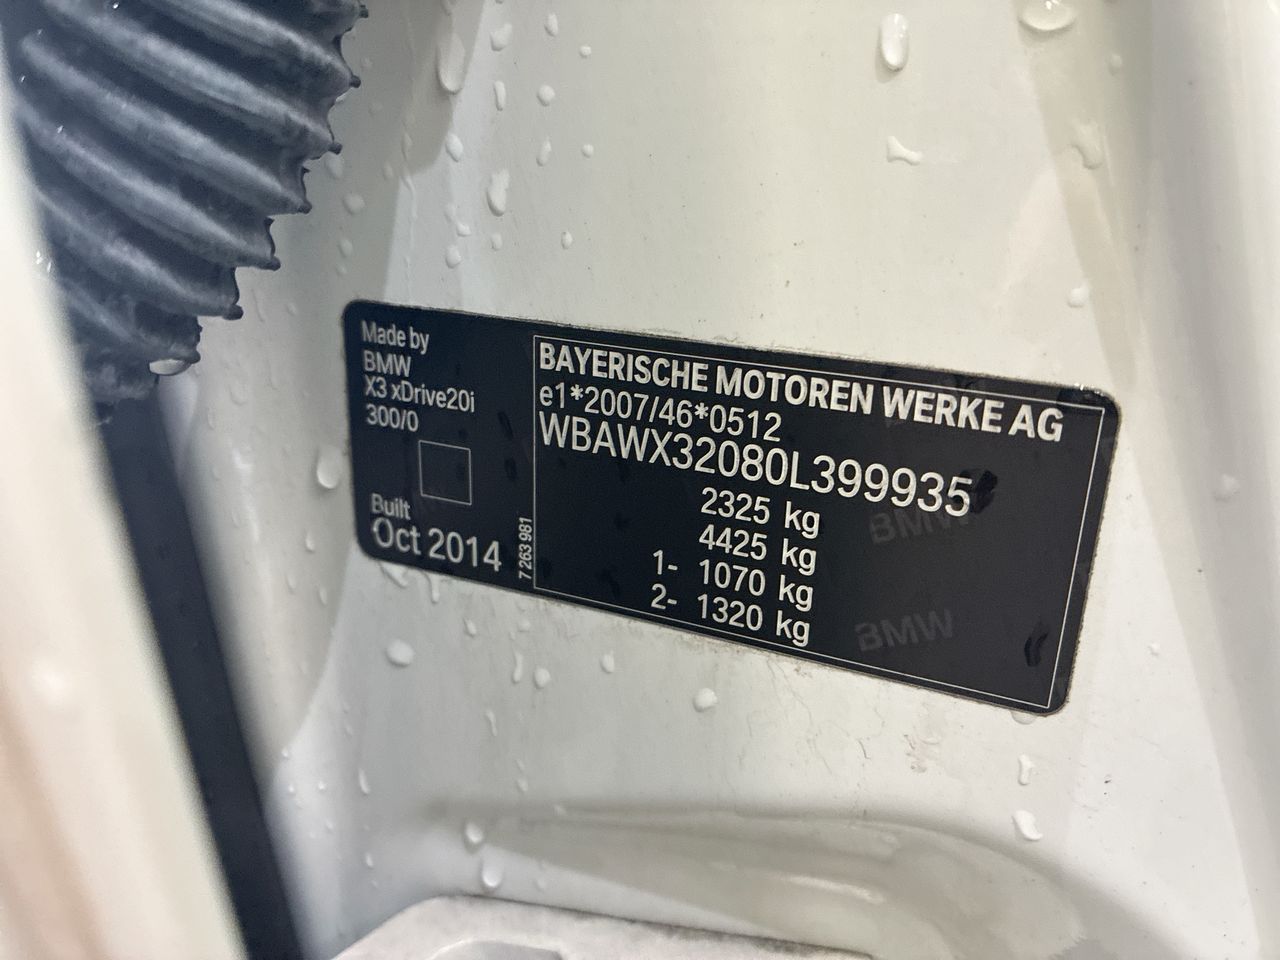 Made by
BMW
X3 xDrive20i
300/0
Built
Oct 2014
7 263 981
BAYERISCHE MOTOREN WERKE AG
e1*2007/46*0512
WBAWX32080L399935
2325 kg
4425 kg
1- 1070 kg
2- 1320 kg
BMW
BMW